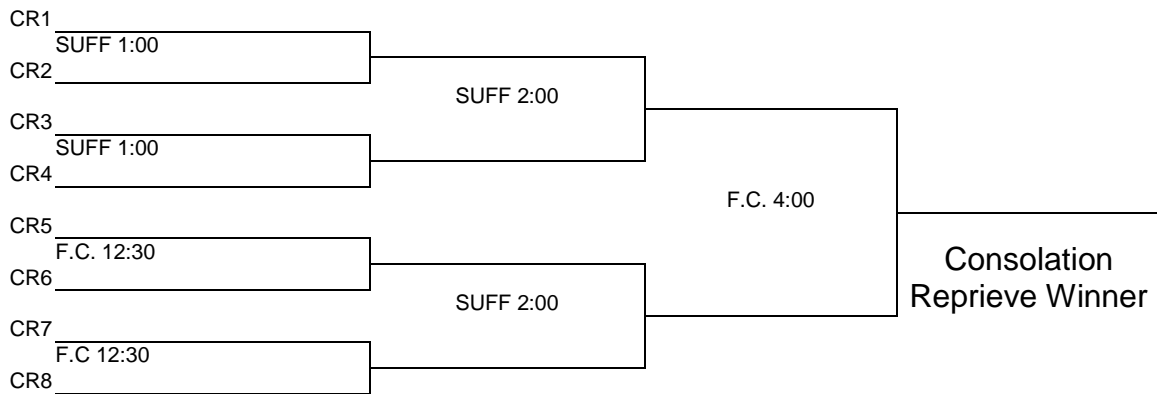 CR1
SUFF 1:00
CR2
SUFF 2:00
CR3
SUFF 1:00
CR4
F.C. 4:00
CR5
F.C. 12:30
CR6
Consolation
Reprieve Winner
SUFF 2:00
CR7
F.C 12:30
CR8